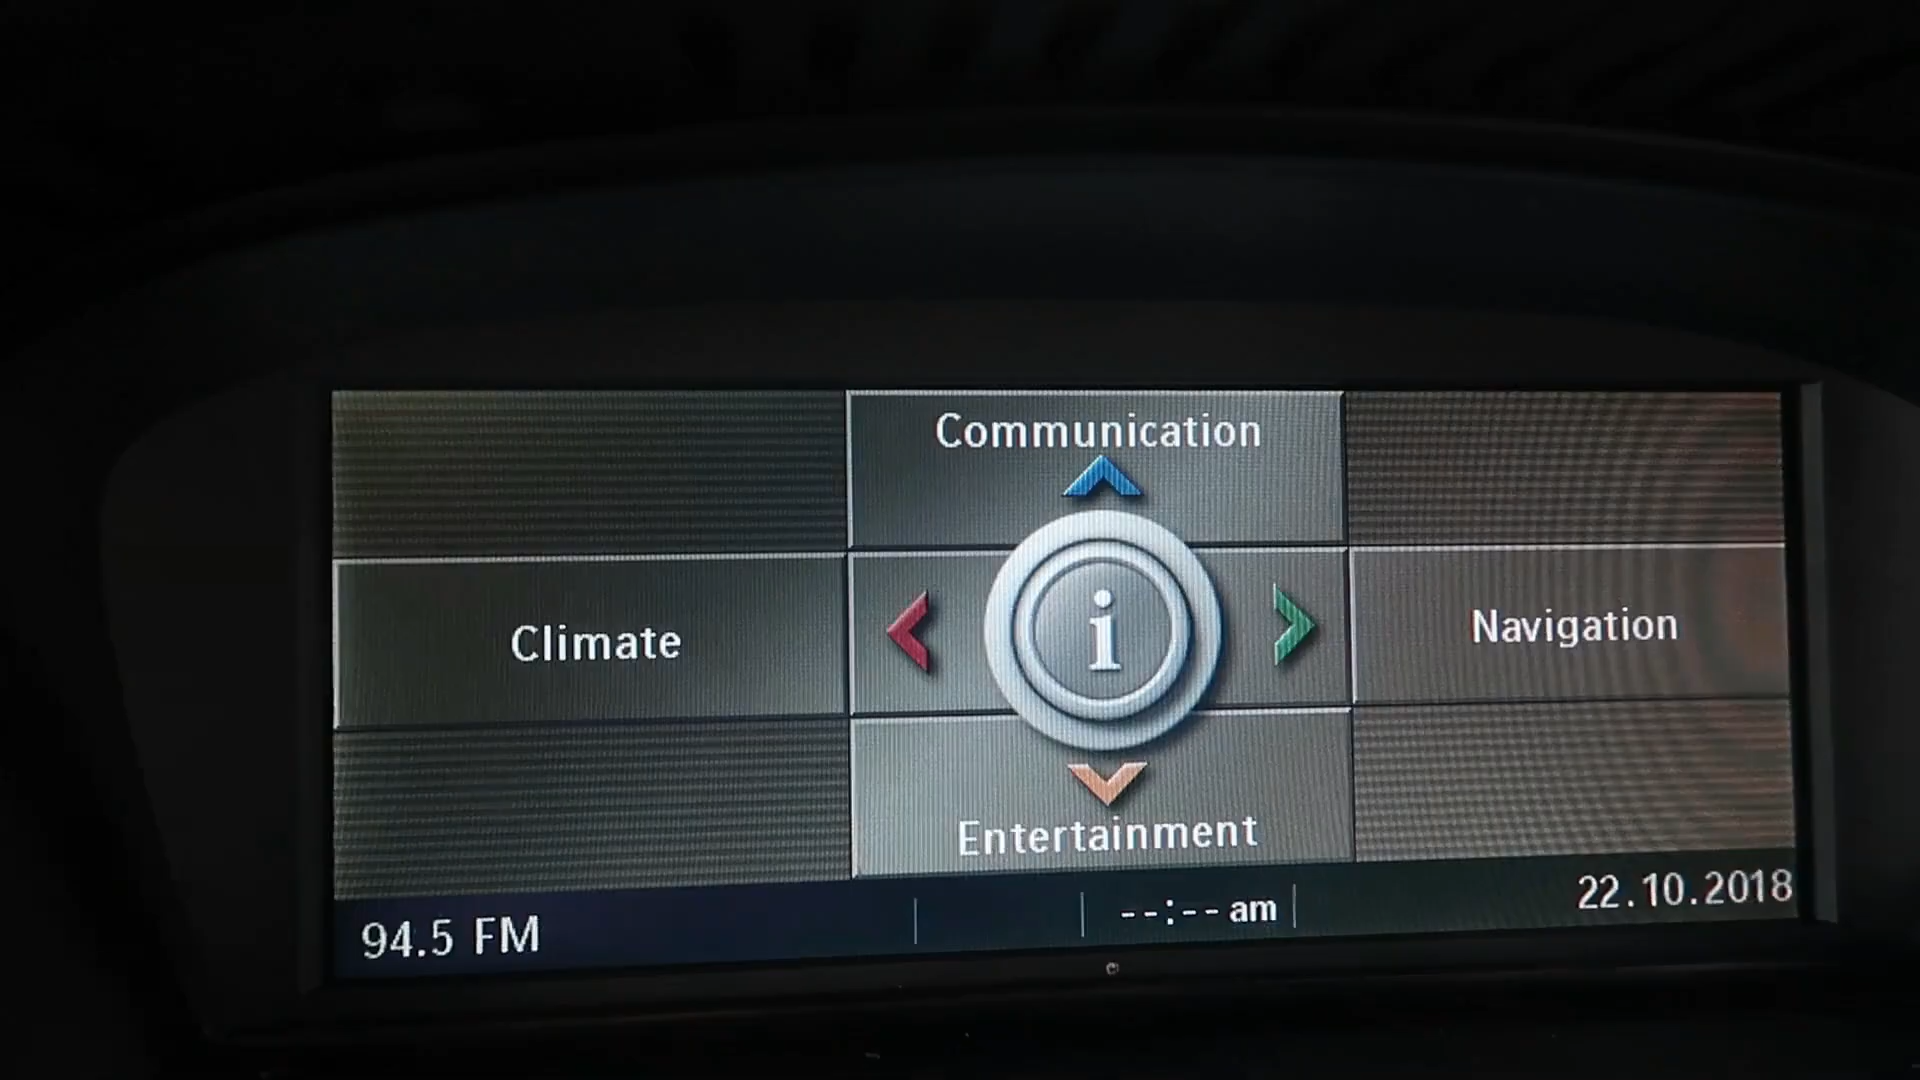 Communication
Climate
i
Navigation
Entertainment
94.5 FM
--:-- am
22.10.2018